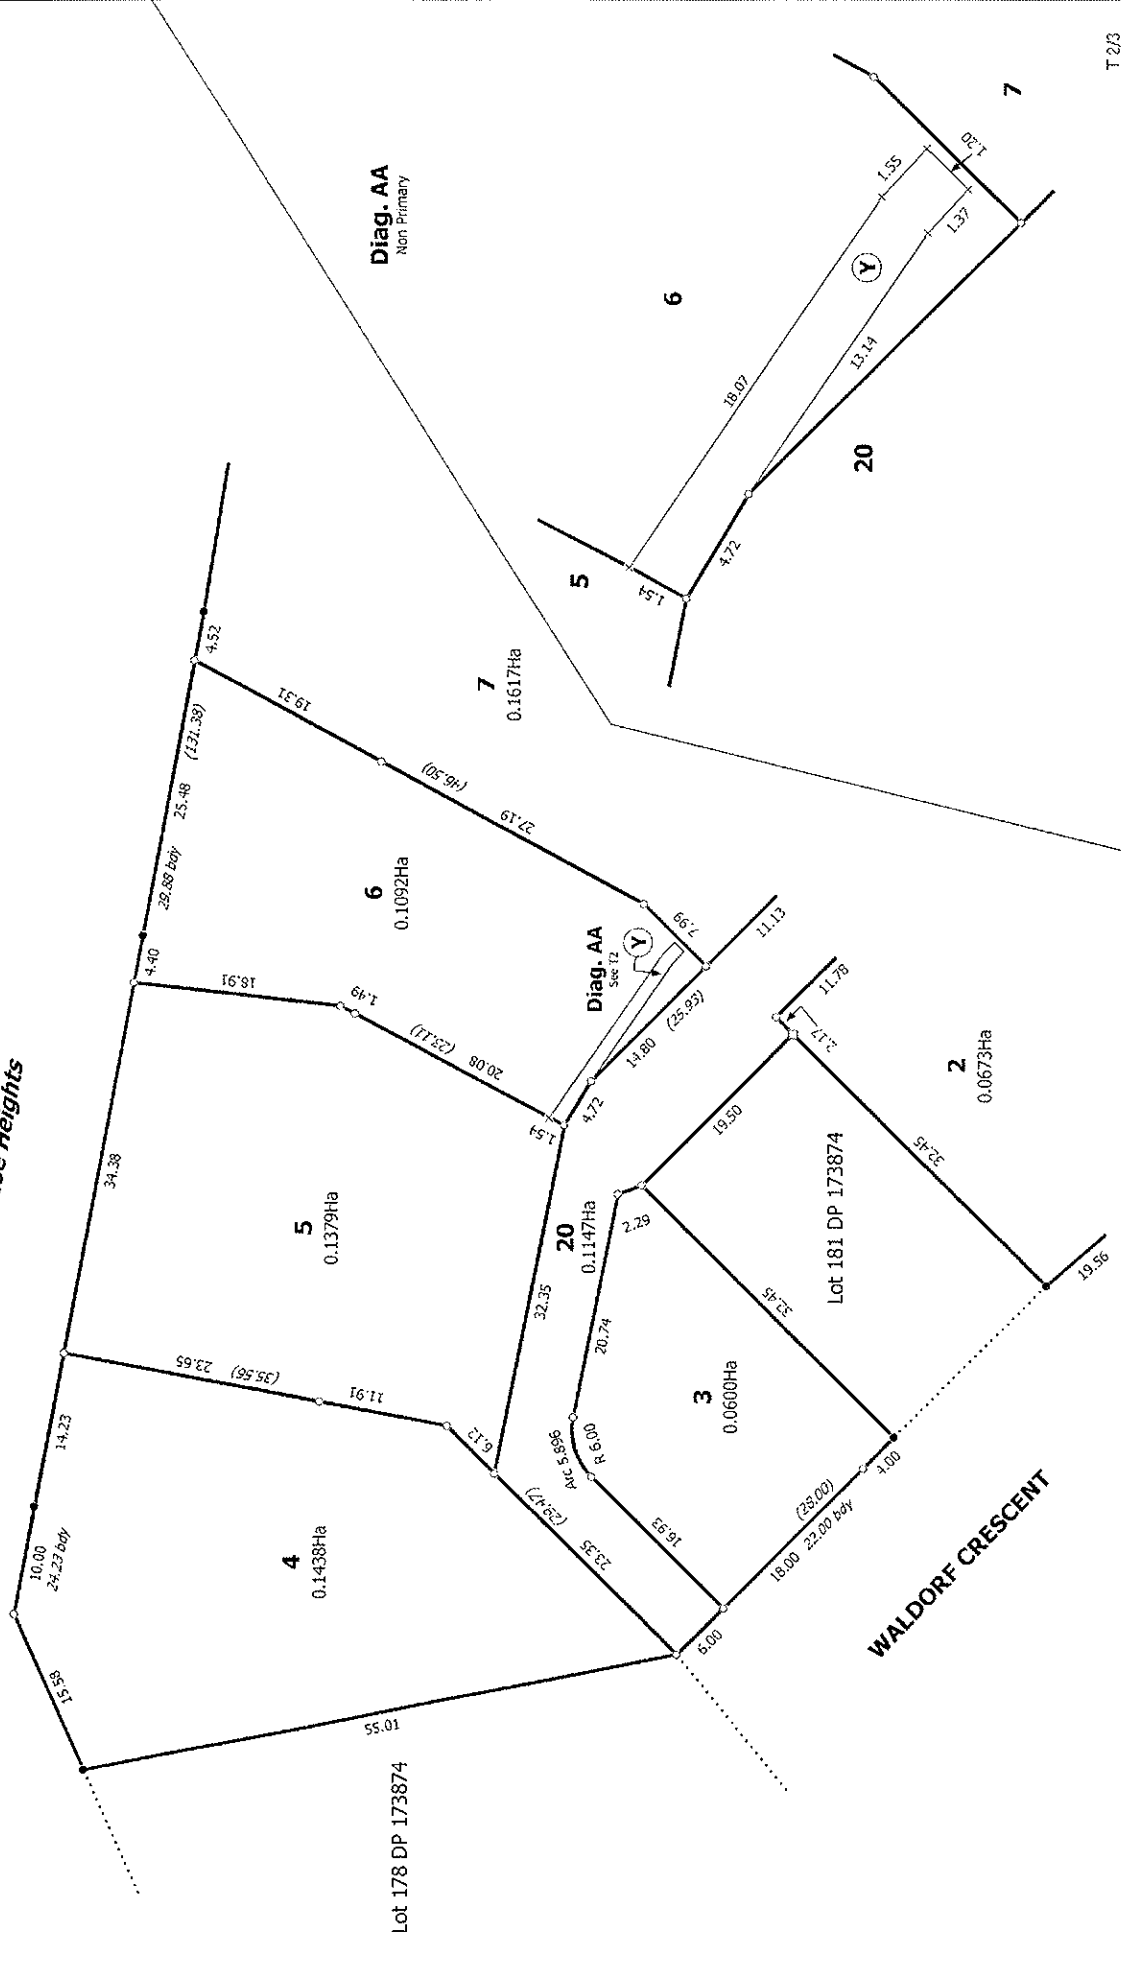 Heights
Diag. AA
Non Primary
T 2/3
7
1.20
1.55
1.37
Y
6
18.07
13.14
20
5
1.54
4.72
4.52
(131.38)
25.48
29.88 bdy
4.40
19.31
(46.50)
27.19
7
0.1617Ha
6
0.1092Ha
18.91
1.49
(23.11)
20.08
1.54
Diag. AA
See T2
Y
7.99
11.13
(25.93)
14.80
4.72
34.38
5
0.1379Ha
32.35
20
0.1147Ha
2.29
19.50
11.78
2.17
2
0.0673Ha
32.45
Lot 181 DP 173874
32.45
19.56
20.74
3
0.0600Ha
Arc 5.896
R 6.00
16.93
4.00
(28.00)
22.00 bdy
18.00
6.00
WALDORF CRESCENT
23.65
(35.56)
11.91
6.12
(29.47)
23.35
14.23
10.00
24.23 bdy
4
0.1438Ha
15.58
55.01
Lot 178 DP 173874